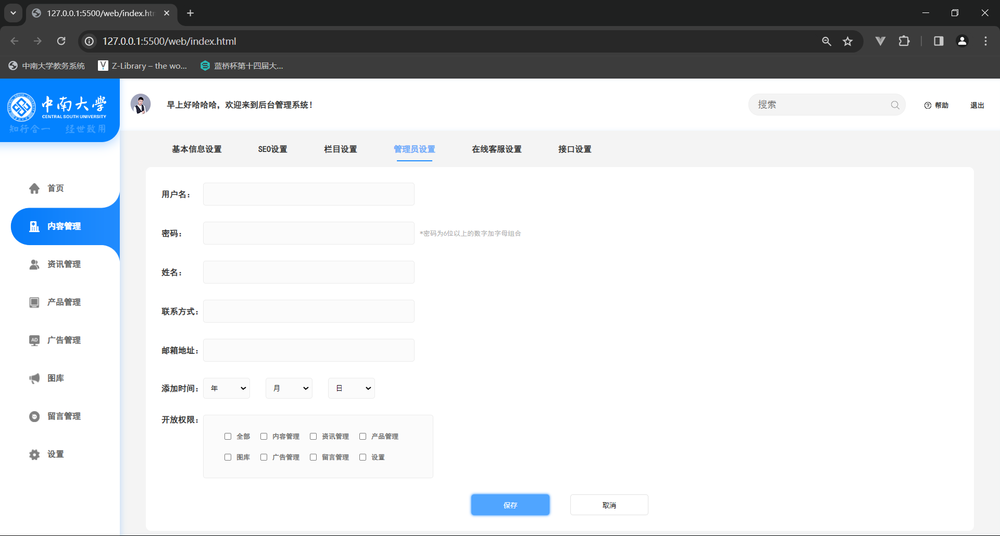 127.0.0.1:5500/web/index.htm
127.0.0.1:5500/web/index.html
中南大学教务系统
Z-Library – the wo...
蓝桥杯第十四届大...
中南大学
CENTRAL SOUTH UNIVERSITY
知行合一 经世致用
早上好哈哈哈，欢迎来到后台管理系统！
搜索
帮助
退出
基本信息设置
SEO设置
栏目设置
管理员设置
在线客服设置
接口设置
首页
内容管理
资讯管理
产品管理
AD
广告管理
图库
留言管理
设置
用户名：
密码：
*密码为6位以上的数字加字母组合
姓名：
联系方式：
邮箱地址：
添加时间：
年
月
日
开放权限：
全部 内容管理 资讯管理 产品管理
图库 广告管理 留言管理 设置
保存
取消